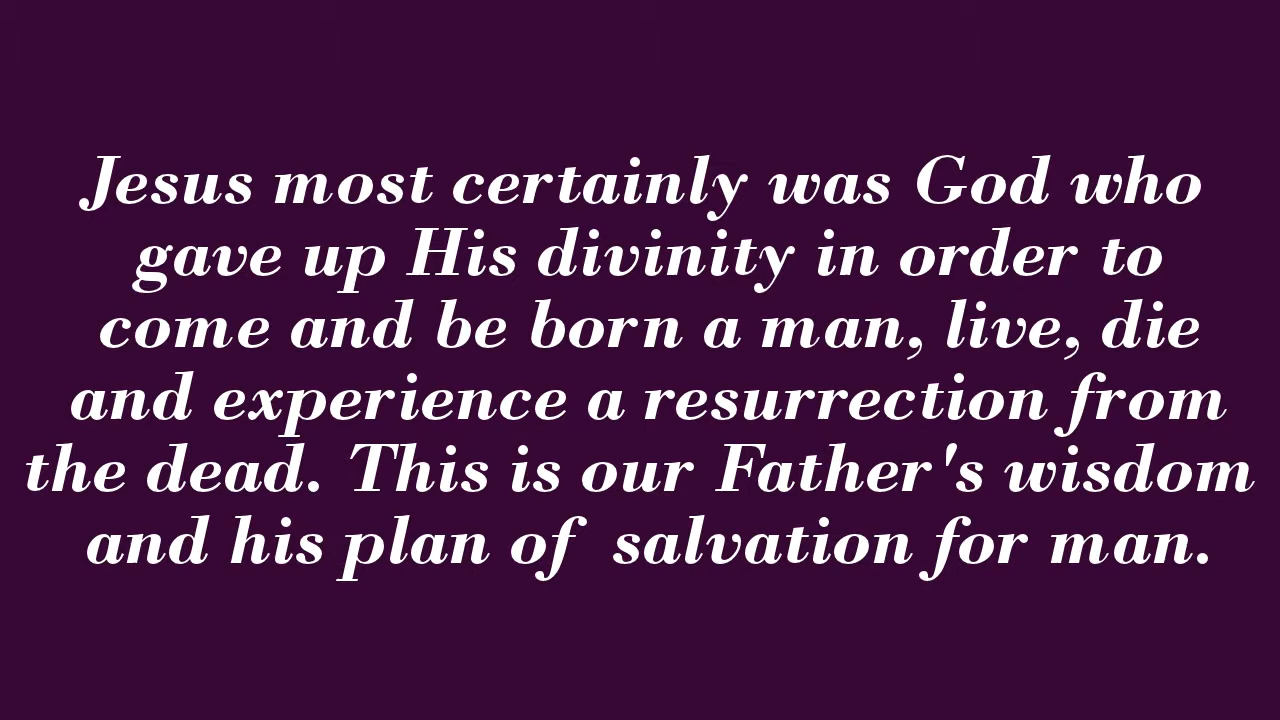 Jesus most certainly was God who
gave up His divinity in order to
come and be born a man, live, die
and experience a resurrection from
the dead. This is our Father's wisdom
and his plan of  salvation for man.